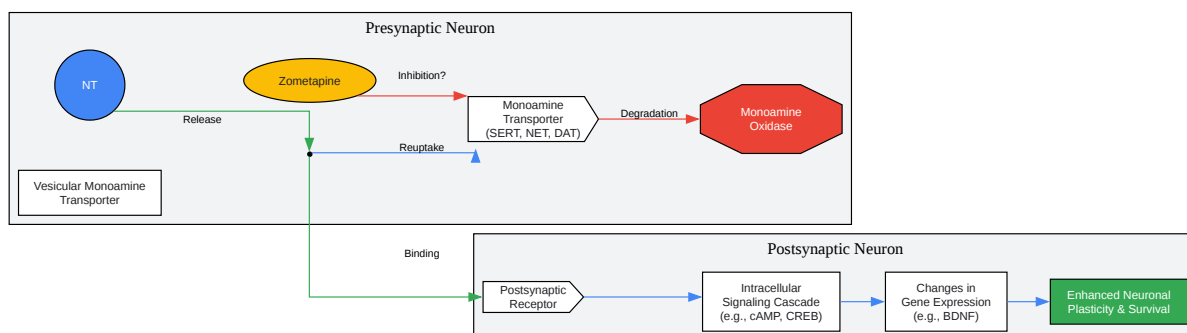 Presynaptic Neuron
NT
Zometapine
Inhibition?
Monoamine
Transporter
(SERT, NET, DAT)
Degradation
Monoamine
Oxidase
Release
Reuptake
Vesicular Monoamine
Transporter
Binding
Postsynaptic Neuron
Postsynaptic
Receptor
Intracellular
Signaling Cascade
(e.g., cAMP, CREB)
Changes in
Gene Expression
(e.g., BDNF)
Enhanced Neuronal
Plasticity & Survival